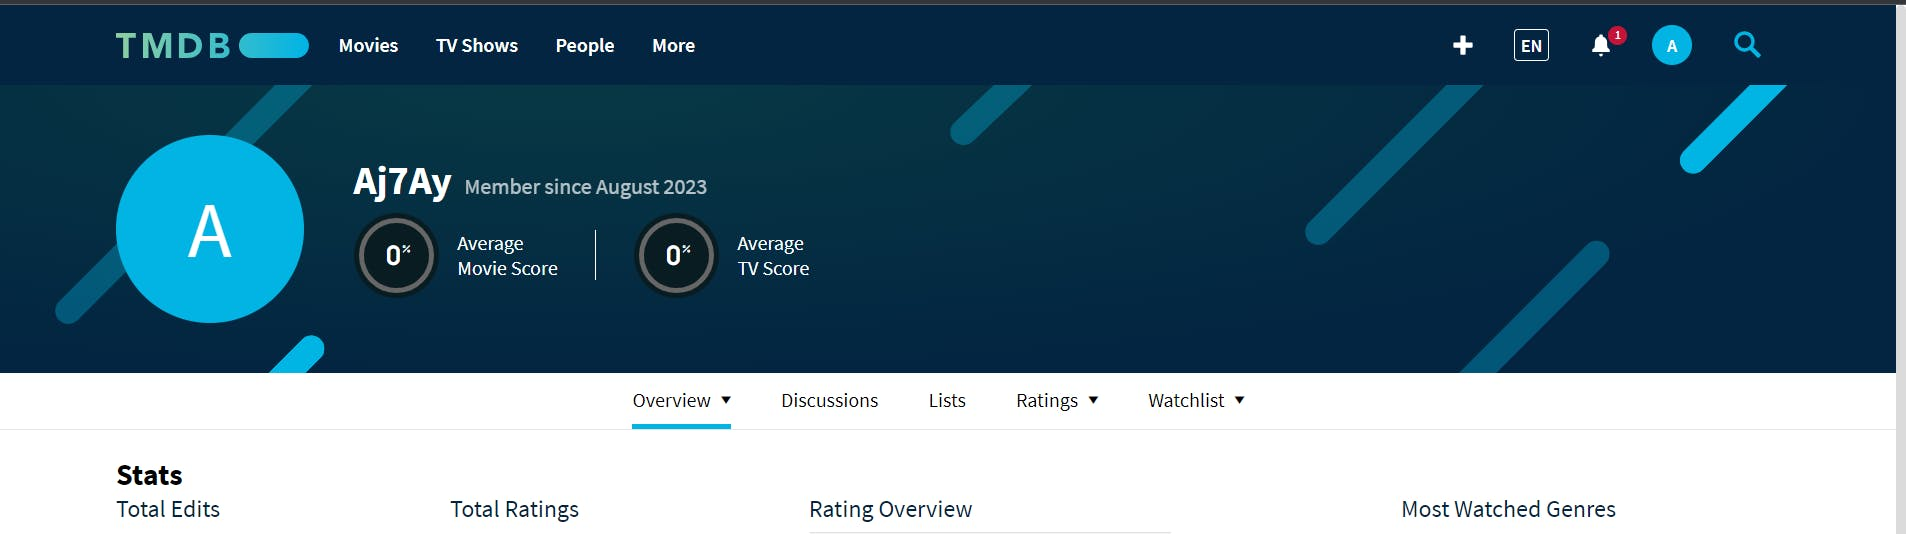 TMDB Movies TV Shows People More + EN 1 A
A
Aj7Ay Member since August 2023
0% Average Movie Score
0% Average TV Score
Overview Discussions Lists Ratings Watchlist
Stats
Total Edits Total Ratings Rating Overview Most Watched Genres